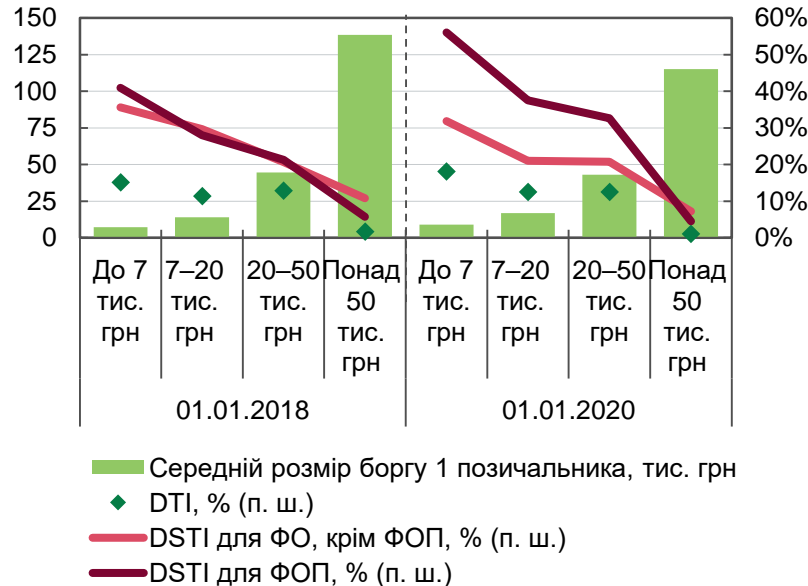 150
125
100
75
50
25
0
60%
50%
40%
30%
20%
10%
0%
До 7
тис.
грн
7–20
тис.
грн
20–50
тис.
грн
Понад
50
тис.
грн
До 7
тис.
грн
7–20
тис.
грн
20–50
тис.
грн
Понад
50
тис.
грн
01.01.2018
01.01.2020
Середній розмір боргу 1 позичальника, тис. грн
DTI, % (п. ш.)
DSTI для ФО, крім ФОП, % (п. ш.)
DSTI для ФОП, % (п. ш.)